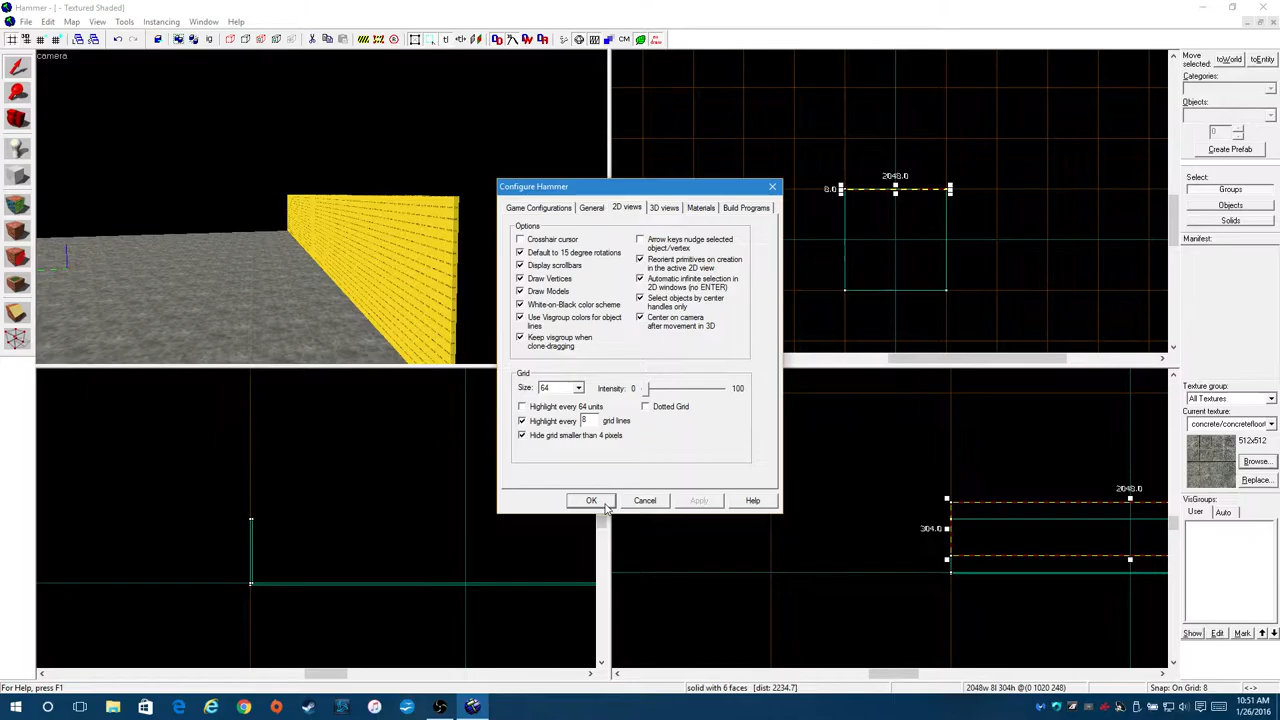 Hammer - [ - Textured Shaded]
File Edit Map View Tools Instancing Window Help
camera
Move selected: toWorld toEntity
Categories:
Objects:
0
Create Prefab
Select:
Groups
Objects
Solids
Manifest:
2048.0
8.0
Configure Hammer
Game Configurations General 2D views 3D views Materials Build Programs
Options
Crosshair cursor
Default to 15 degree rotations
Display scrollbars
Draw Vertices
Draw Models
White-on-Black color scheme
Use Visgroup colors for object
lines
Keep visgroup when
clone-dragging
Arrow keys nudge selected
object/vertex
Reorient primitives on creation
in the active 2D view
Automatic infinite selection in
2D windows (no ENTER)
Select objects by center
handles only
Center on camera
after movement in 3D
Grid
Size: 64 Intensity: 0 100
Highlight every 64 units Dotted Grid
Highlight every 8 grid lines
Hide grid smaller than 4 pixels
OK Cancel Apply Help
Texture group:
All Textures
Current texture:
concrete/concretefloor
512x512
Browse...
Replace...
VisGroups:
User Auto
2048.0
304.0
Show Edit Mark
For Help, press F1
solid with 6 faces [dist: 2234.7]
2048w 8l 304h @(0 1020 248)
Snap: On Grid: 8
<->
10:51 AM
1/26/2016